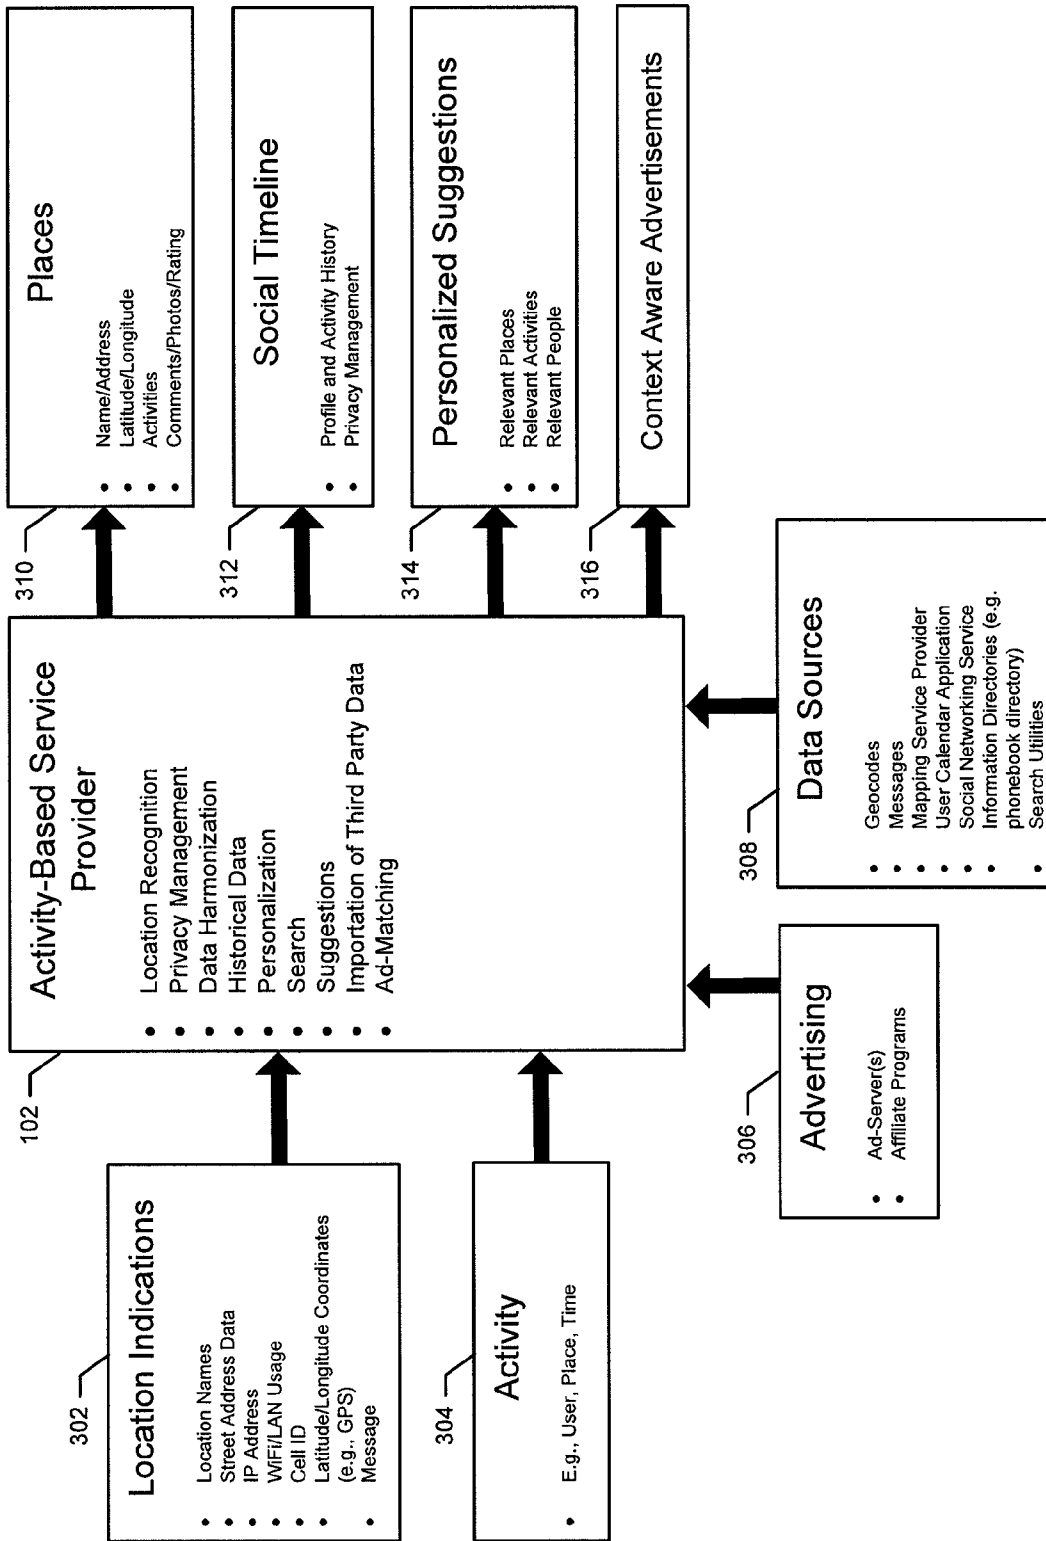 302
Location Indications
• Location Names
• Street Address Data
• IP Address
• WiFi/LAN Usage
• Cell ID
• Latitude/Longitude Coordinates
(e.g., GPS)
• Message
304
Activity
• E.g., User, Place, Time
102
Activity-Based Service
Provider
• Location Recognition
• Privacy Management
• Data Harmonization
• Historical Data
• Personalization
• Search
• Suggestions
• Importation of Third Party Data
• Ad-Matching
306
Advertising
• Ad-Server(s)
• Affiliate Programs
308
Data Sources
• Geocodes
• Messages
• Mapping Service Provider
• User Calendar Application
• Social Networking Service
• Information Directories (e.g.
phonebook directory)
• Search Utilities
310
Places
• Name/Address
• Latitude/Longitude
• Activities
• Comments/Photos/Rating
312
Social Timeline
• Profile and Activity History
• Privacy Management
314
Personalized Suggestions
• Relevant Places
• Relevant Activities
• Relevant People
316
Context Aware Advertisements